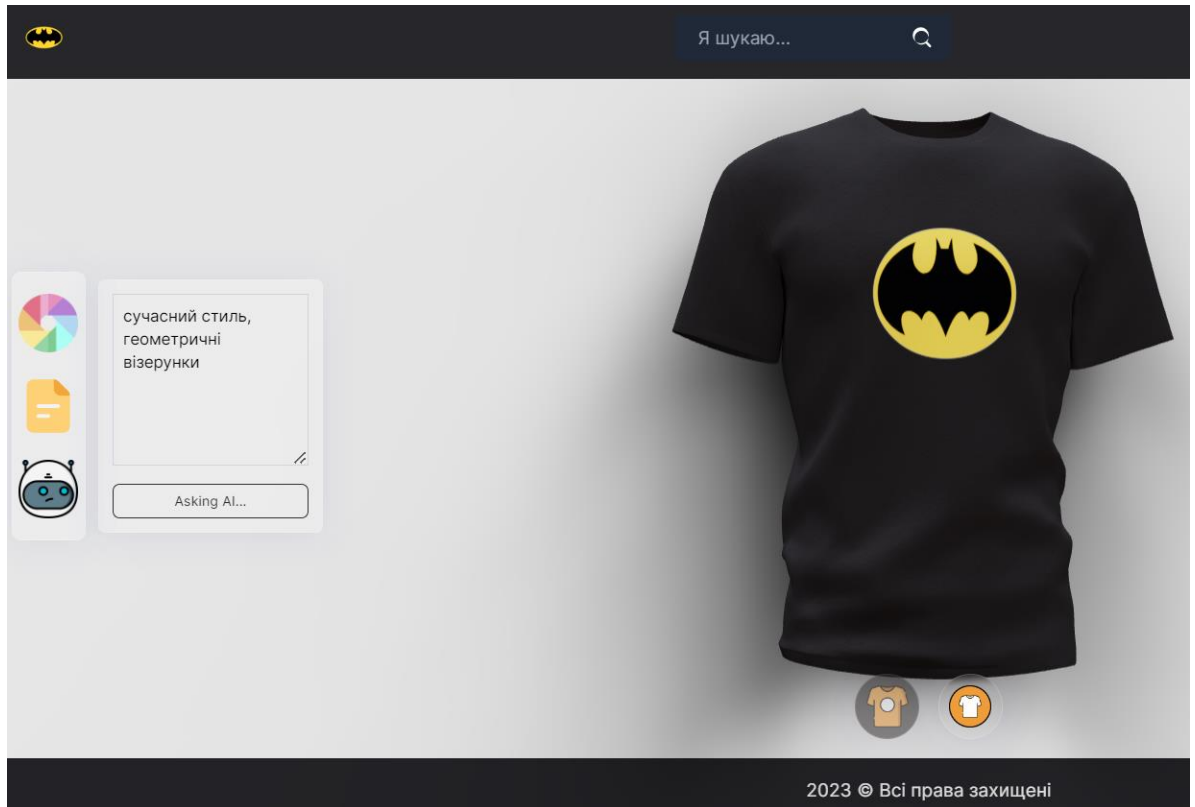 Я шукаю...
сучасний стиль,
геометричні
візерунки
Asking AI...
2023 © Всі права захищені